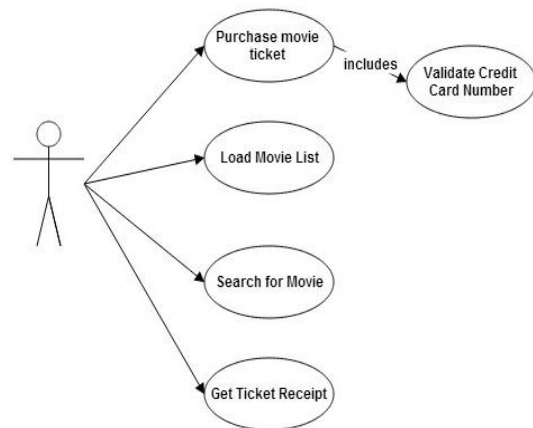 Purchase movie
ticket
includes
Validate Credit
Card Number
Load Movie List
Search for Movie
Get Ticket Receipt